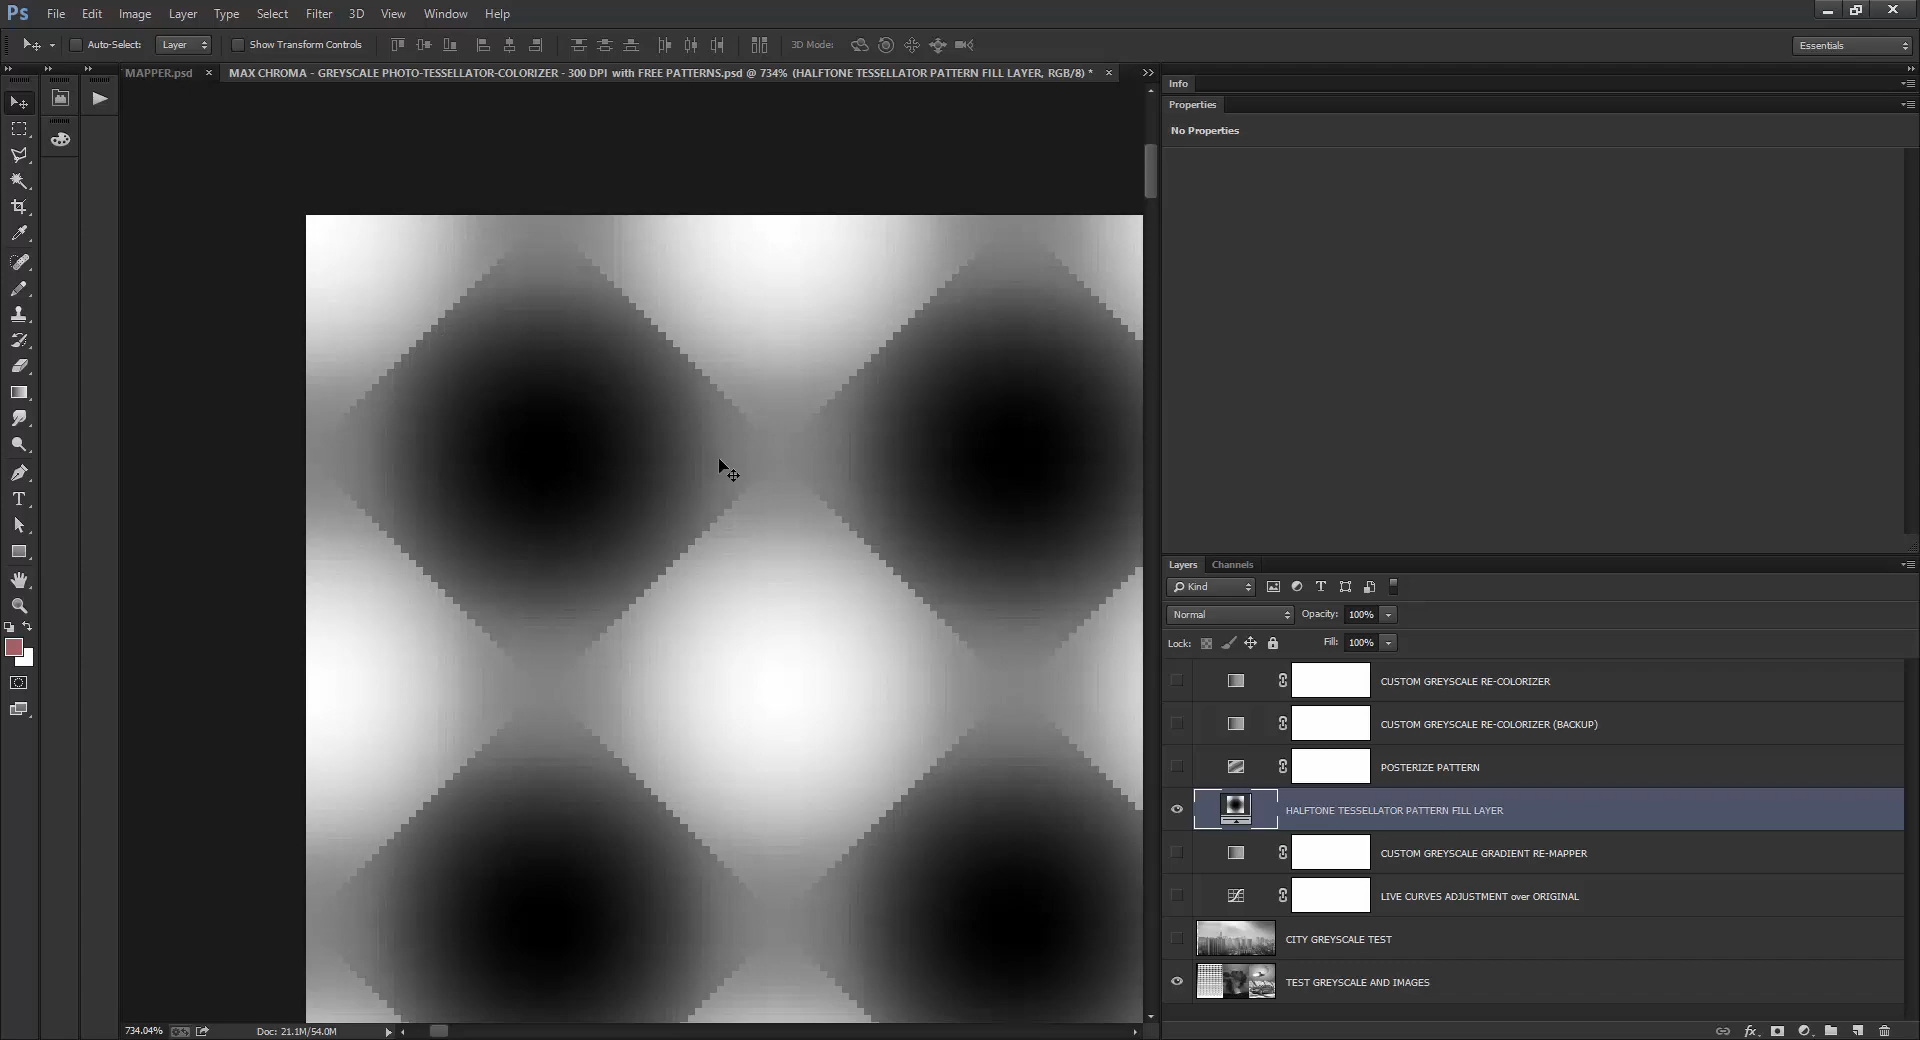 Ps File Edit Image Layer Type Select Filter 3D View Window Help
Auto-Select: Layer Show Transform Controls 3D Mode: Essentials
MAPPER.psd × MAX CHROMA - GREYSCALE PHOTO-TESSELLATOR-COLORIZER - 300 DPI with FREE PATTERNS.psd @ 734% (HALFTONE TESSELLATOR PATTERN FILL LAYER, RGB/8) * ×
Info
Properties
No Properties
Layers Channels
Kind
Normal Opacity: 100%
Lock: Fill: 100%
CUSTOM GREYSCALE RE-COLORIZER
CUSTOM GREYSCALE RE-COLORIZER (BACKUP)
POSTERIZE PATTERN
HALFTONE TESSELLATOR PATTERN FILL LAYER
CUSTOM GREYSCALE GRADIENT RE-MAPPER
LIVE CURVES ADJUSTMENT over ORIGINAL
CITY GREYSCALE TEST
TEST GREYSCALE AND IMAGES
734.04% Doc: 21.1M/54.0M
fx